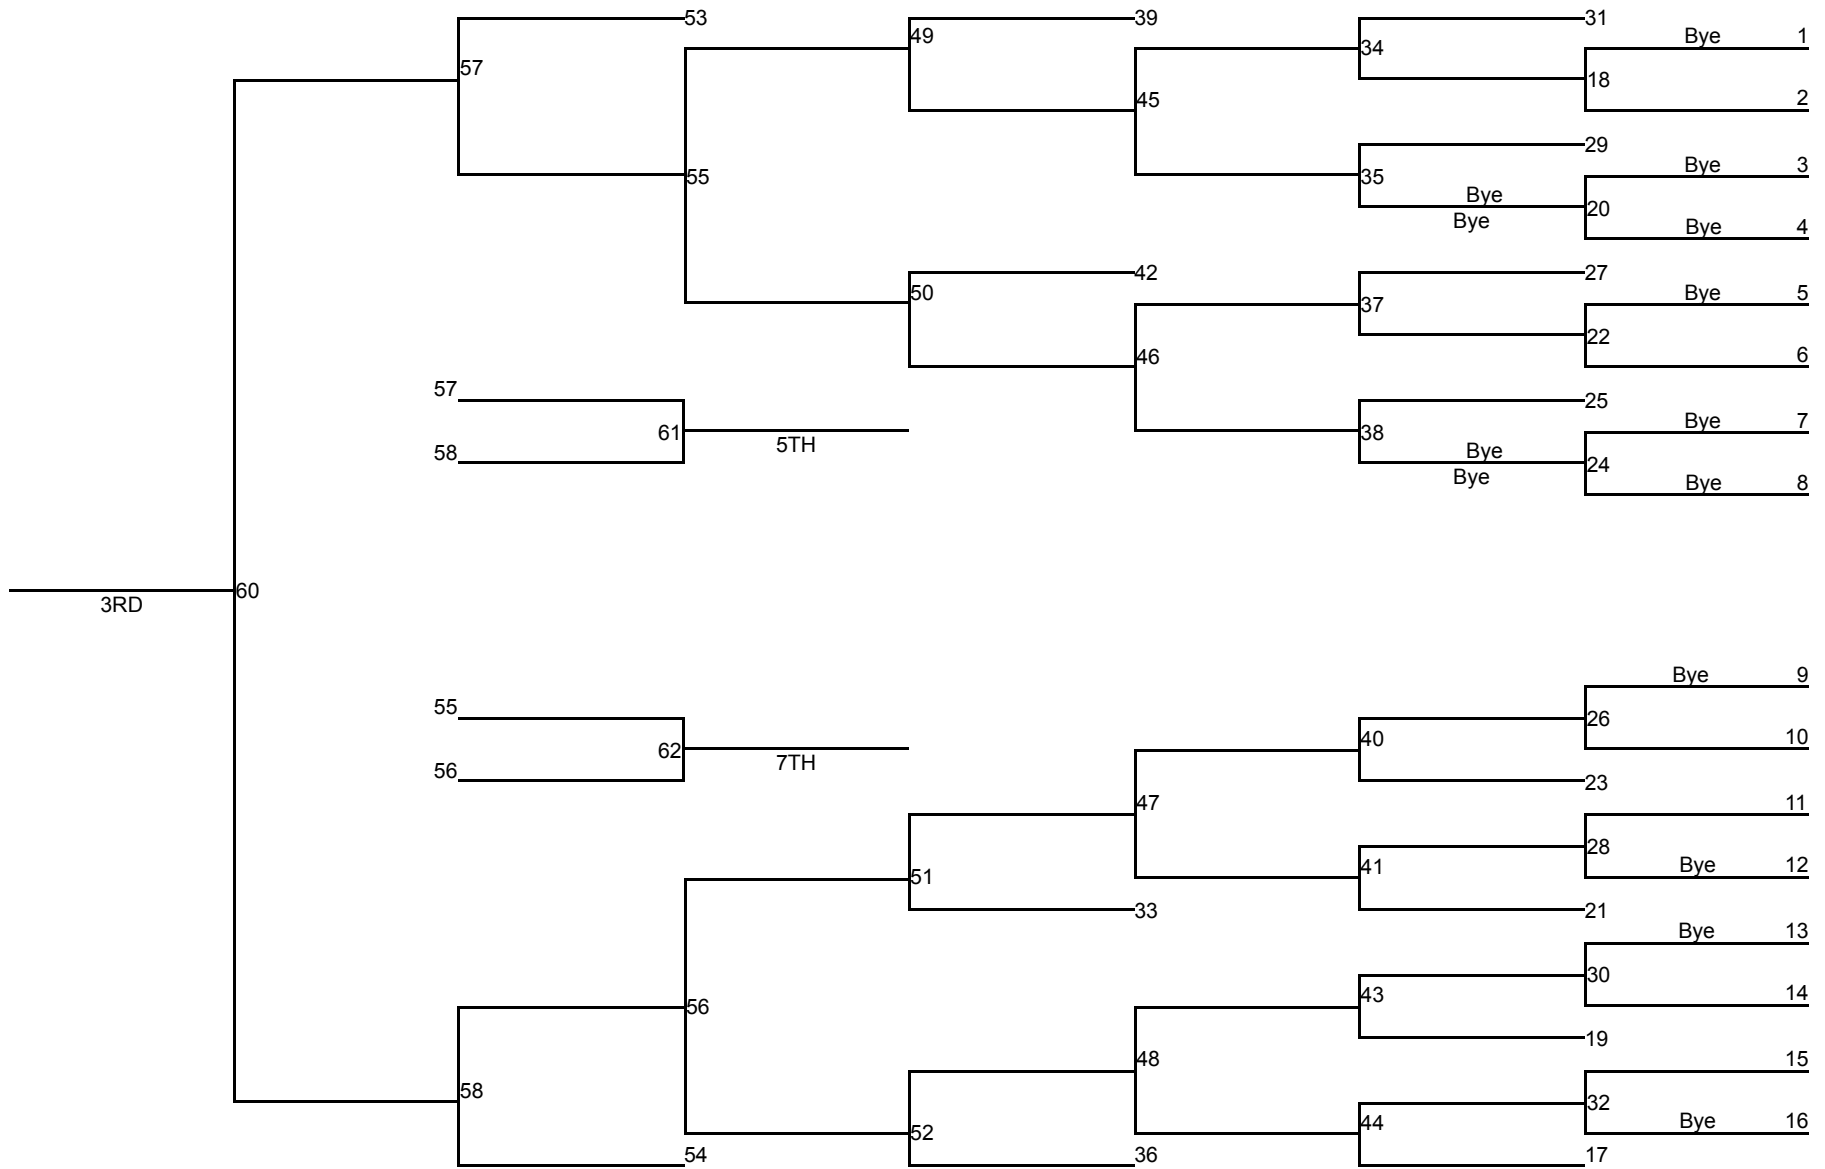 53 39 31
49 Bye 1
57 34
18
45 2
29
55 35 Bye 3
Bye 20
Bye Bye 4
42 27
50 37 Bye 5
22
46 6
57 25
61 5TH 38 Bye 7
58 Bye 24
Bye Bye 8
60
3RD
Bye 9
55 26
62 40 10
56 7TH 23
47 11
28
51 41 Bye 12
33 21
Bye 13
30
56 43 14
19
48 15
58 32
52 44 Bye 16
54 36 17